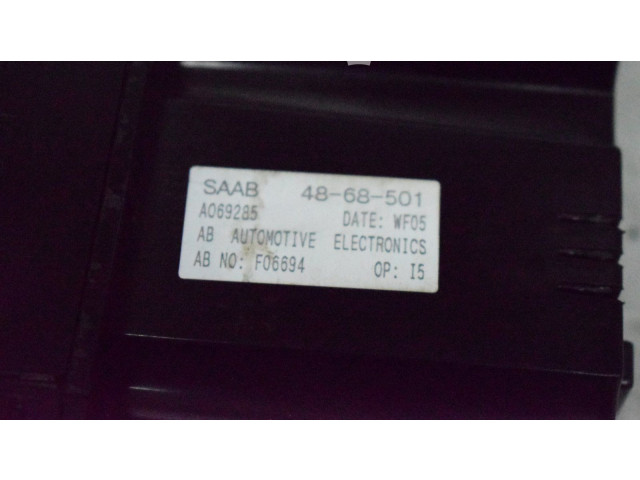 SAAB 48-68-501
A069285 DATE: WF05
AB AUTOMOTIVE ELECTRONICS
AB NO: F06694 OP: I5